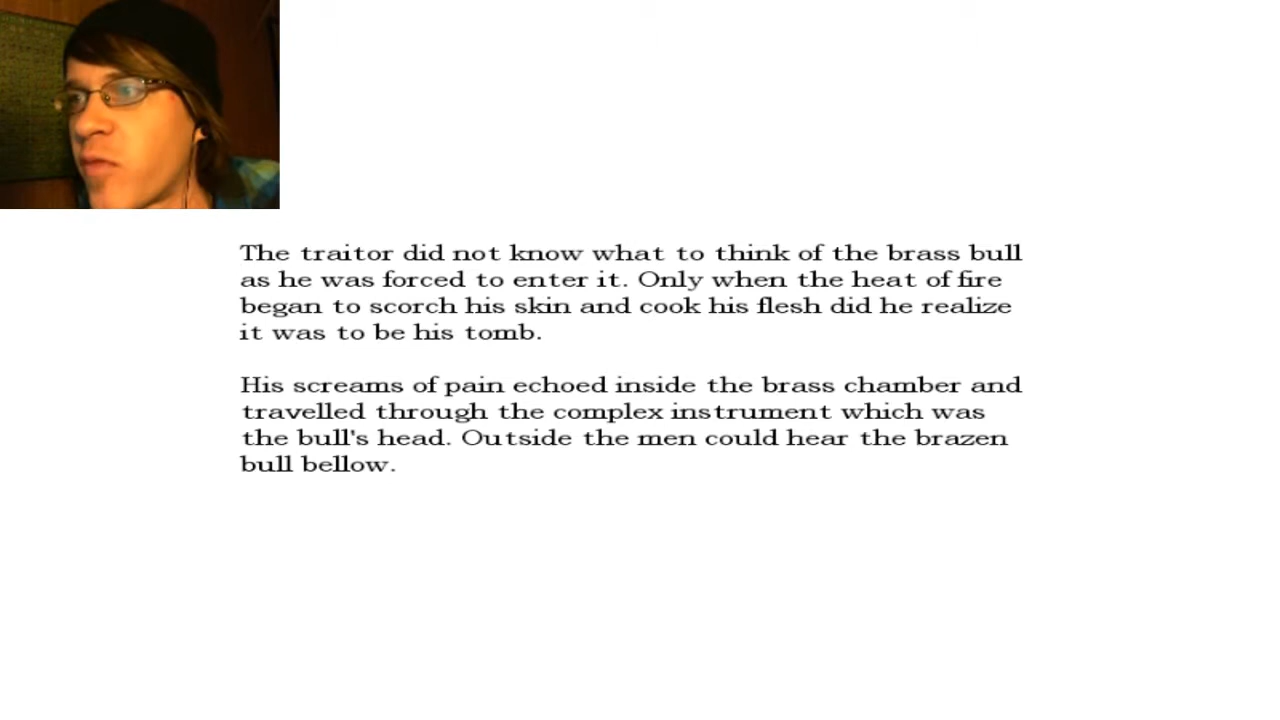 The traitor did not know what to think of the brass bull
as he was forced to enter it. Only when the heat of fire
began to scorch his skin and cook his flesh did he realize
it was to be his tomb.
His screams of pain echoed inside the brass chamber and
travelled through the complex instrument which was
the bull's head. Outside the men could hear the brazen
bull bellow.